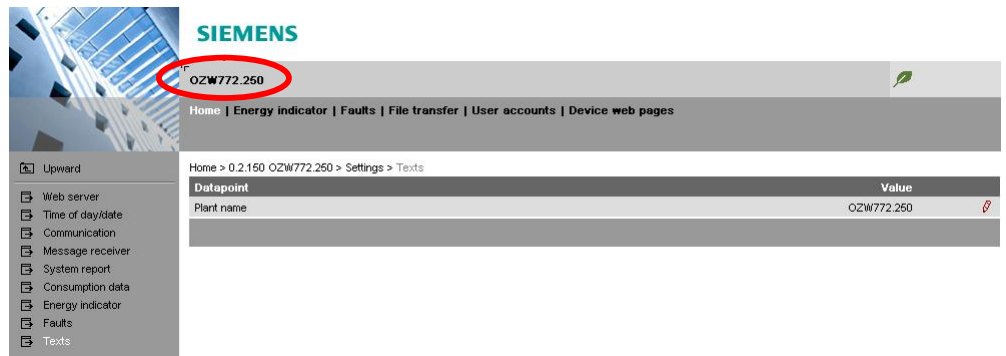 SIEMENS
OZW772.250
Home | Energy indicator | Faults | File transfer | User accounts | Device web pages
Upward
Home > 0.2.150 OZW772.250 > Settings > Texts
Datapoint Value
Plant name OZW772.250
Web server
Time of day/date
Communication
Message receiver
System report
Consumption data
Energy indicator
Faults
Texts